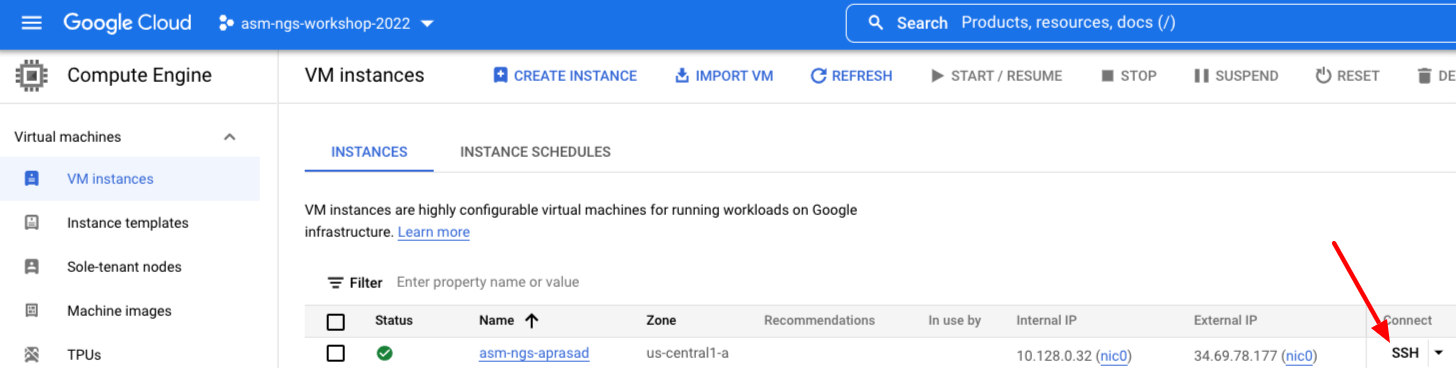 Google Cloud asm-ngs-workshop-2022 Search Products, resources, docs (/)
Compute Engine VM instances CREATE INSTANCE IMPORT VM REFRESH START / RESUME STOP SUSPEND RESET DE
Virtual machines
INSTANCES INSTANCE SCHEDULES
VM instances
Instance templates
Sole-tenant nodes
Machine images
TPUs
VM instances are highly configurable virtual machines for running workloads on Google
infrastructure. Learn more
Filter Enter property name or value
Status Name Zone Recommendations In use by Internal IP External IP Connect
asm-ngs-aprasad us-central1-a 10.128.0.32 (nic0) 34.69.78.177 (nic0) SSH